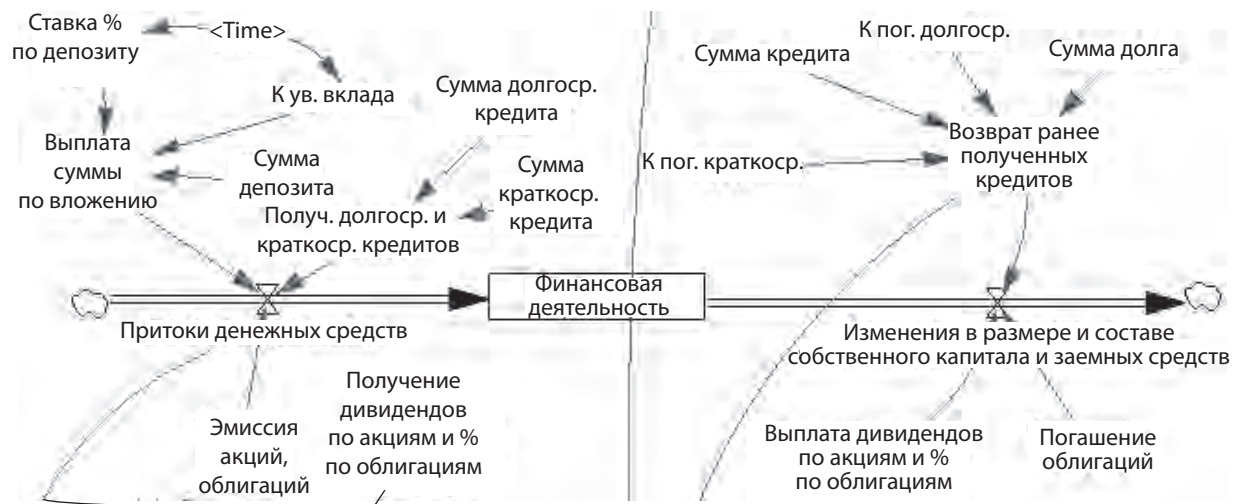 Ставка %
по депозиту
<Time>
К ув. вклада
Выплата
суммы
по вложению
Сумма
депозита
Сумма долгоср.
кредита
Сумма
краткоср.
кредита
Получ. долгоср. и
краткоср. кредитов
Притоки денежных средств
Эмиссия
акций,
облигаций
Получение
дивидендов
по акциям и %
по облигациям
Финансовая
деятельность
Сумма кредита
К пог. долгоср.
Сумма долга
К пог. краткоср.
Возврат ранее
полученных
кредитов
Изменения в размере и составе
собственного капитала и заемных средств
Выплата дивидендов
по акциям и %
по облигациям
Погашение
облигаций